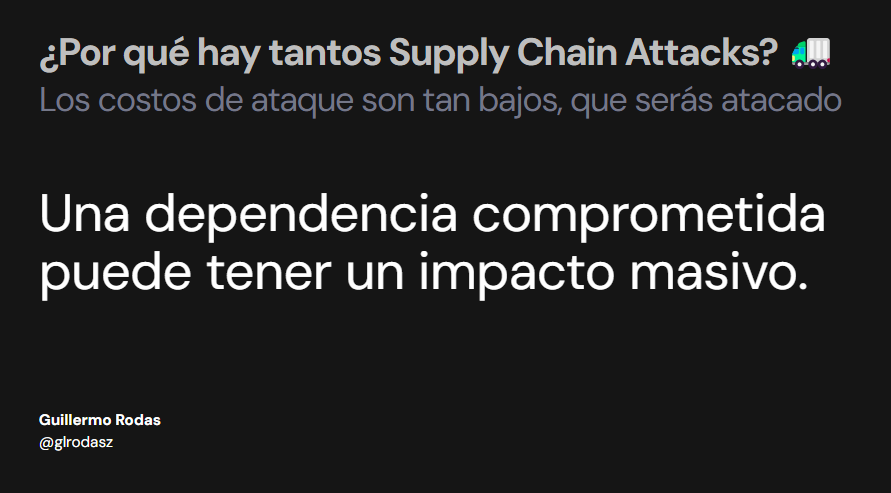 ¿Por qué hay tantos Supply Chain Attacks? 🚛
Los costos de ataque son tan bajos, que serás atacado
Una dependencia comprometida
puede tener un impacto masivo.
Guillermo Rodas
@glrodasz